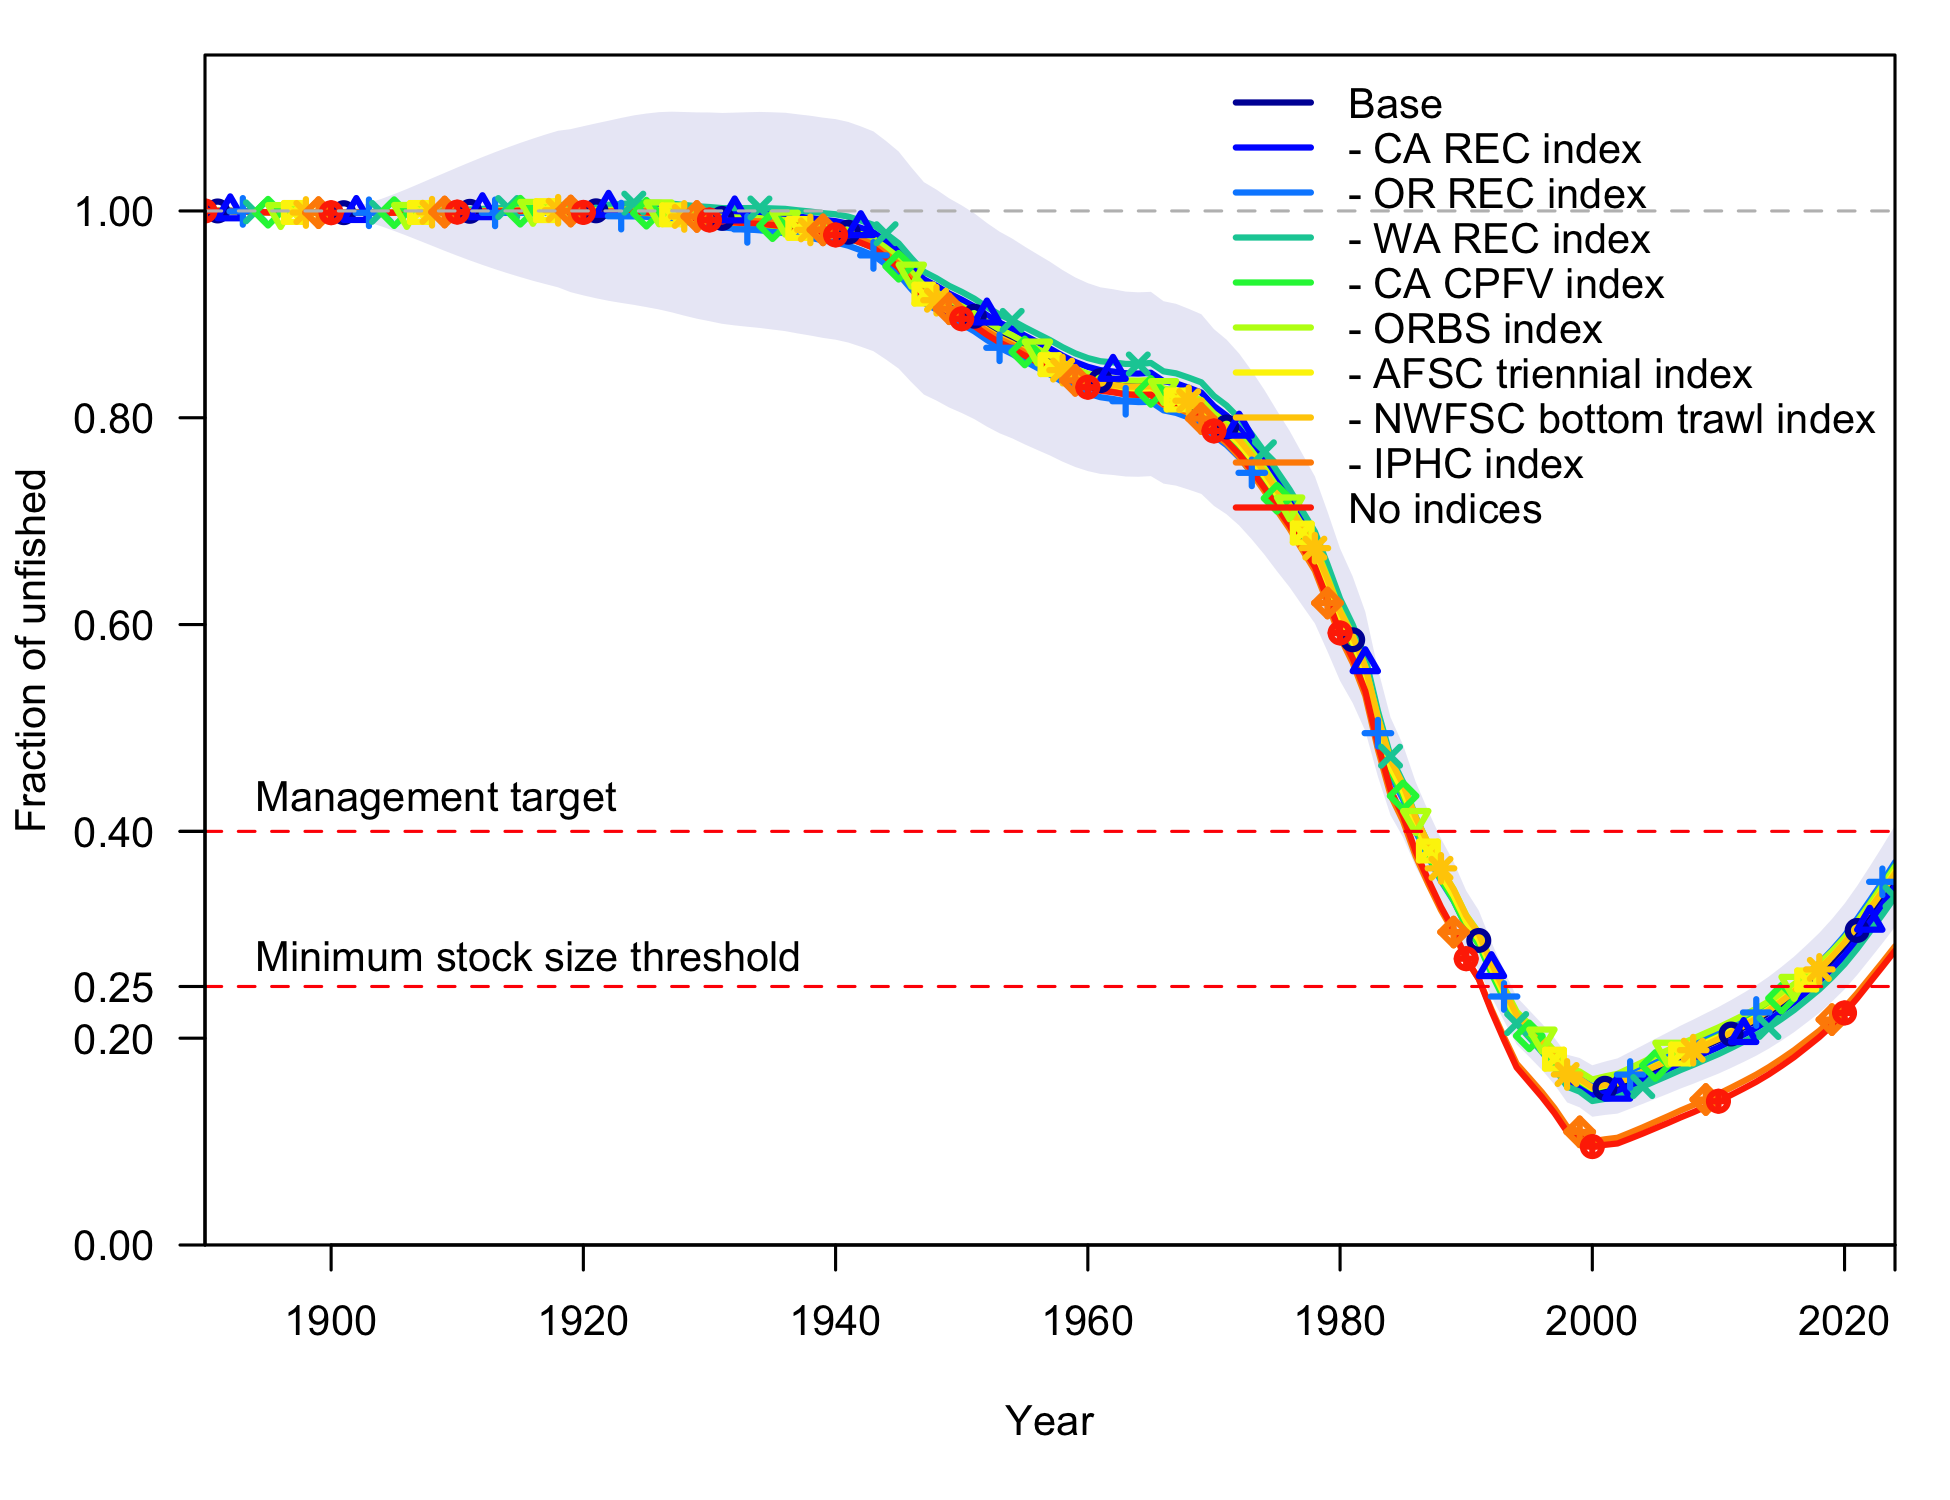 Base
- CA REC index
- OR REC index
- WA REC index
- CA CPFV index
- ORBS index
- AFSC triennial index
- NWFSC bottom trawl index
- IPHC index
No indices
1.00
0.80
0.60
0.40
0.25
0.20
0.00
Fraction of unfished
Management target
Minimum stock size threshold
1900
1920
1940
1960
1980
2000
2020
Year